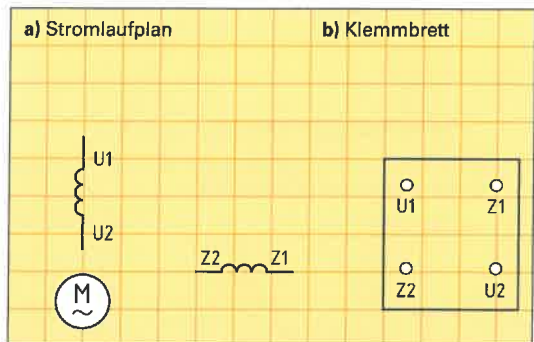 a) Stromlaufplan
b) Klemmbrett
U1
U2
Z2 Z1
M
~
U1 Z1
Z2 U2